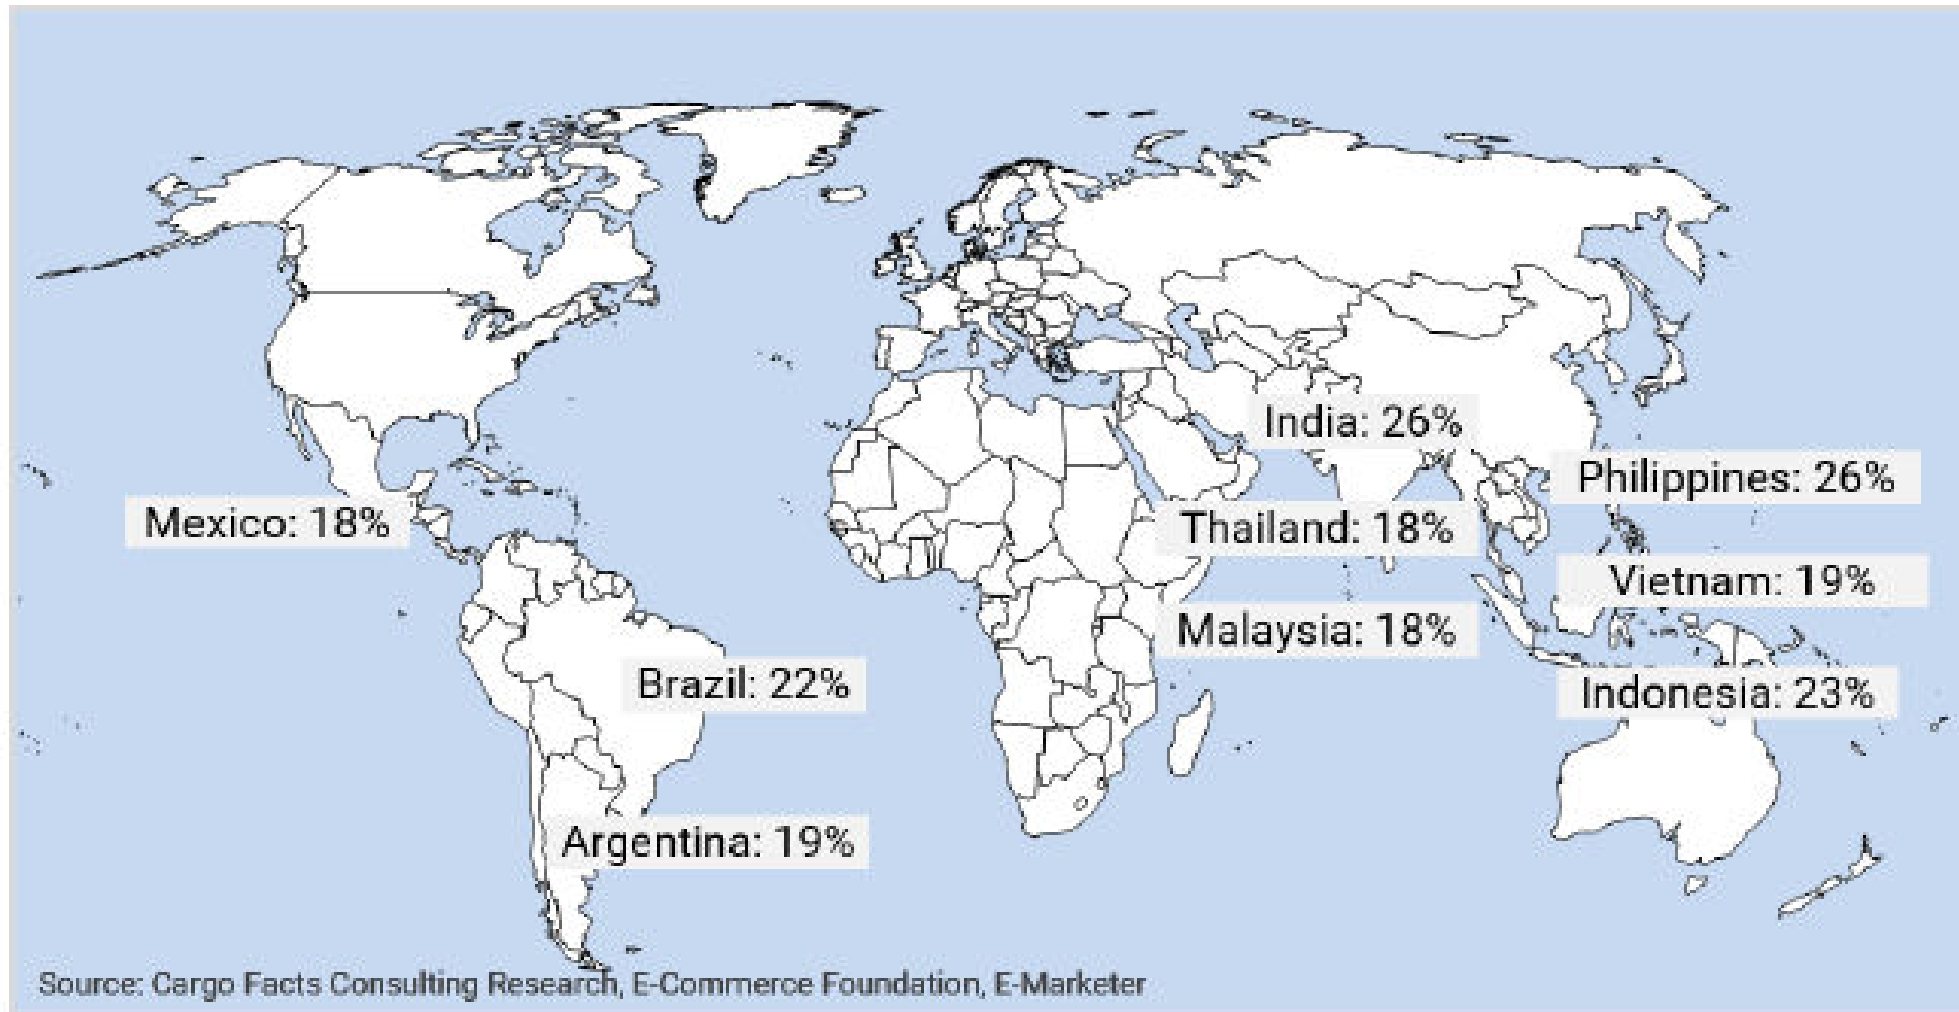 India: 26%
Philippines: 26%
Mexico: 18%
Thailand: 18%
Vietnam: 19%
Malaysia: 18%
Brazil: 22%
Indonesia: 23%
Argentina: 19%
Source: Cargo Facts Consulting Research, E-Commerce Foundation, E-Marketer